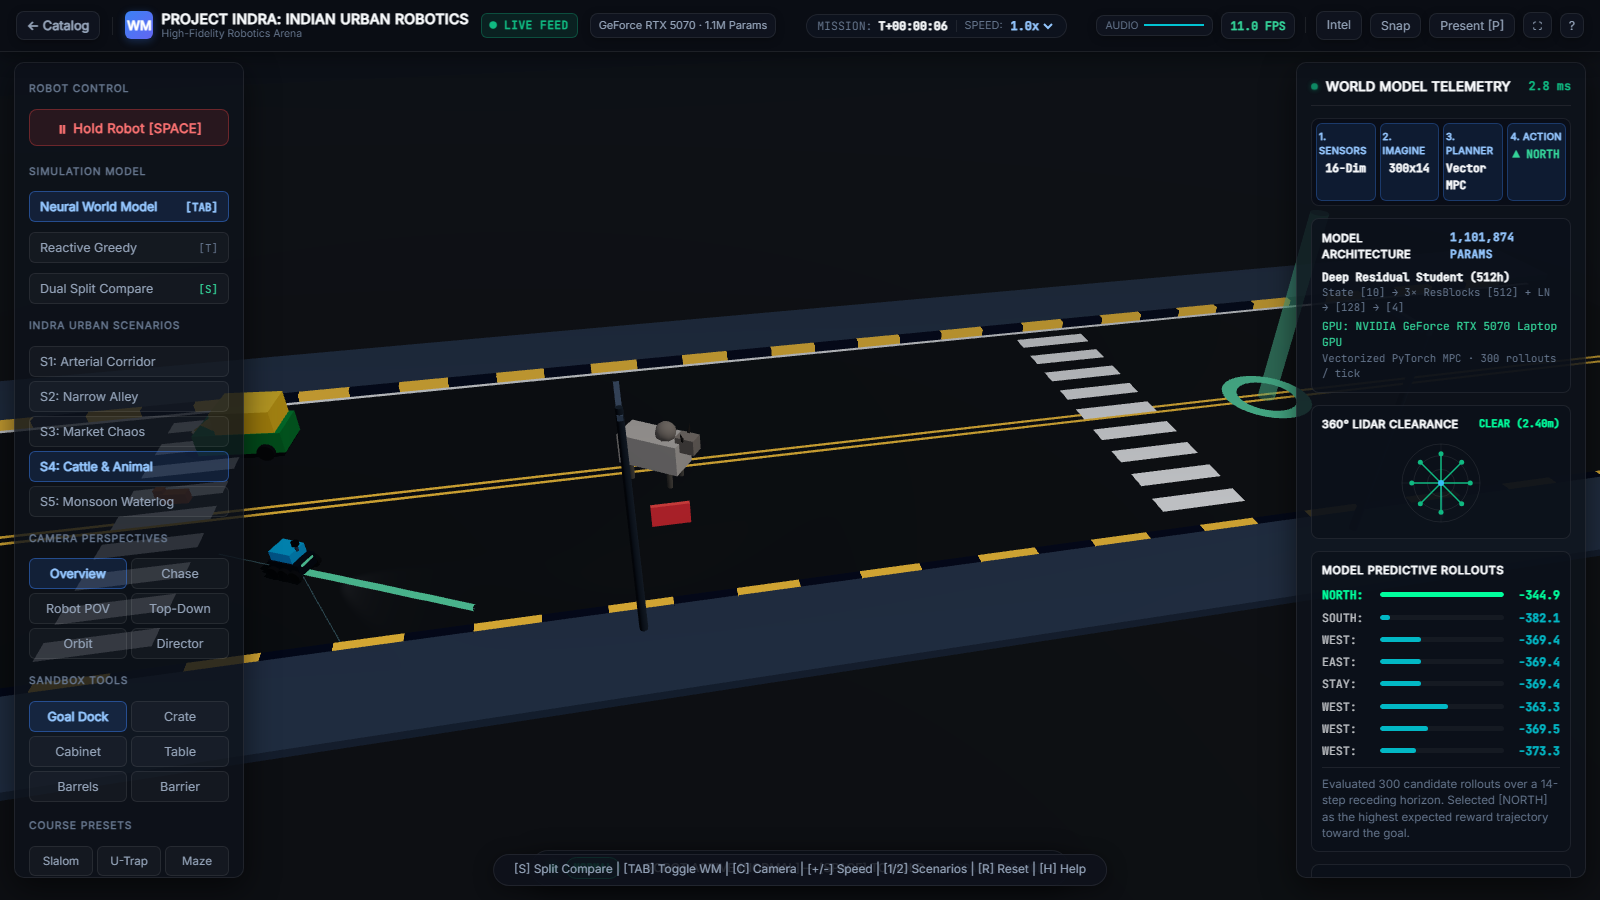 ← Catalog
WM
PROJECT INDRA: INDIAN URBAN ROBOTICS
High-Fidelity Robotics Arena
LIVE FEED
GeForce RTX 5070 · 1.1M Params
MISSION: T+00:00:06
SPEED: 1.0x
AUDIO
11.0 FPS
Intel
Snap
Present [P]
?
ROBOT CONTROL
Hold Robot [SPACE]
SIMULATION MODEL
Neural World Model [TAB]
Reactive Greedy [T]
Dual Split Compare [S]
INDRA URBAN SCENARIOS
S1: Arterial Corridor
S2: Narrow Alley
S3: Market Chaos
S4: Cattle & Animal
S5: Monsoon Waterlog
CAMERA PERSPECTIVES
Overview
Chase
Robot POV
Top-Down
Orbit
Director
SANDBOX TOOLS
Goal Dock
Crate
Cabinet
Table
Barrels
Barrier
COURSE PRESETS
Slalom
U-Trap
Maze
[S] Split Compare | [TAB] Toggle WM | [C] Camera | [+/-] Speed | [1/2] Scenarios | [R] Reset | [H] Help
WORLD MODEL TELEMETRY 2.8 ms
1.
SENSORS
16-Dim
2.
IMAGINE
300x14
3.
PLANNER
Vector
MPC
4. ACTION
▲ NORTH
MODEL
ARCHITECTURE
1,101,874
PARAMS
Deep Residual Student (512h)
State [10] → 3× ResBlocks [512] + LN
→ [128] → [4]
GPU: NVIDIA GeForce RTX 5070 Laptop
GPU
Vectorized PyTorch MPC · 300 rollouts
/ tick
360° LIDAR CLEARANCE CLEAR (2.40m)
MODEL PREDICTIVE ROLLOUTS
NORTH: -344.9
SOUTH: -382.1
WEST: -369.4
EAST: -369.4
STAY: -369.4
WEST: -363.3
WEST: -369.5
WEST: -373.3
Evaluated 300 candidate rollouts over a 14-
step receding horizon. Selected [NORTH]
as the highest expected reward trajectory
toward the goal.